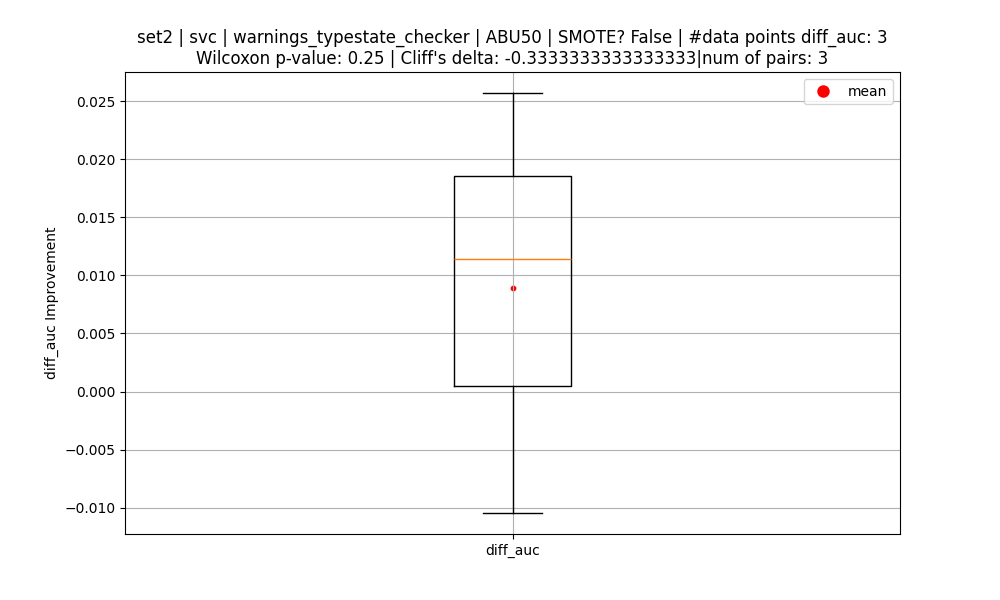 set2 | svc | warnings_typestate_checker | ABU50 | SMOTE? False | #data points diff_auc: 3
Wilcoxon p-value: 0.25 | Cliff's delta: -0.3333333333333333|num of pairs: 3
mean
0.025
0.020
0.015
0.010
0.005
0.000
−0.005
−0.010
diff_auc Improvement
diff_auc